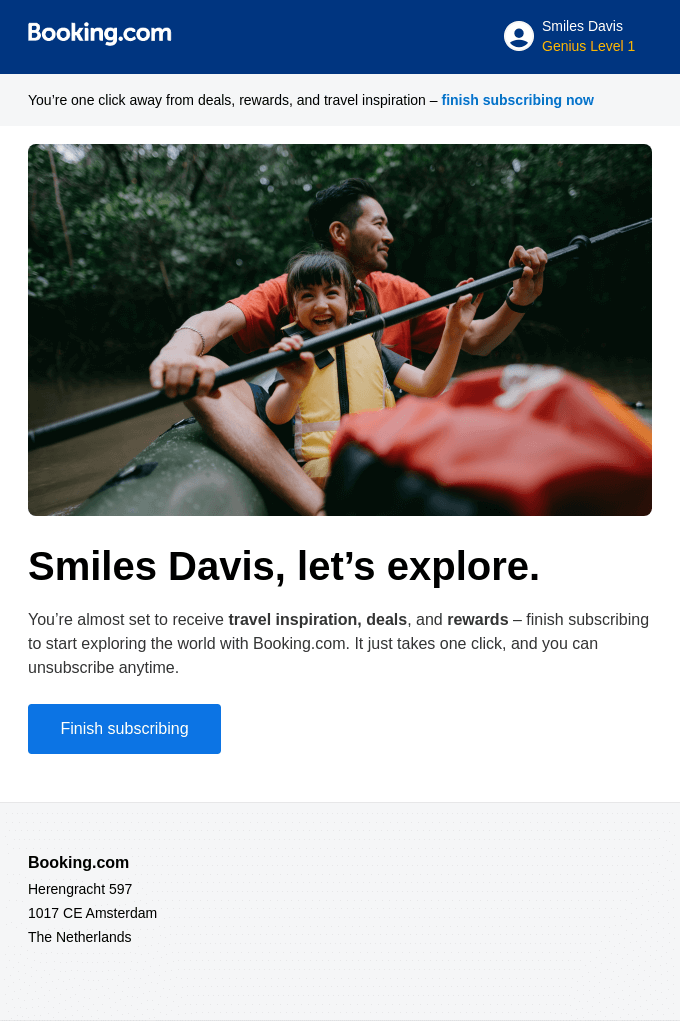 Booking.com
Smiles Davis
Genius Level 1
You’re one click away from deals, rewards, and travel inspiration – finish subscribing now
Smiles Davis, let’s explore.
You’re almost set to receive travel inspiration, deals, and rewards – finish subscribing
to start exploring the world with Booking.com. It just takes one click, and you can
unsubscribe anytime.
Finish subscribing
Booking.com
Herengracht 597
1017 CE Amsterdam
The Netherlands